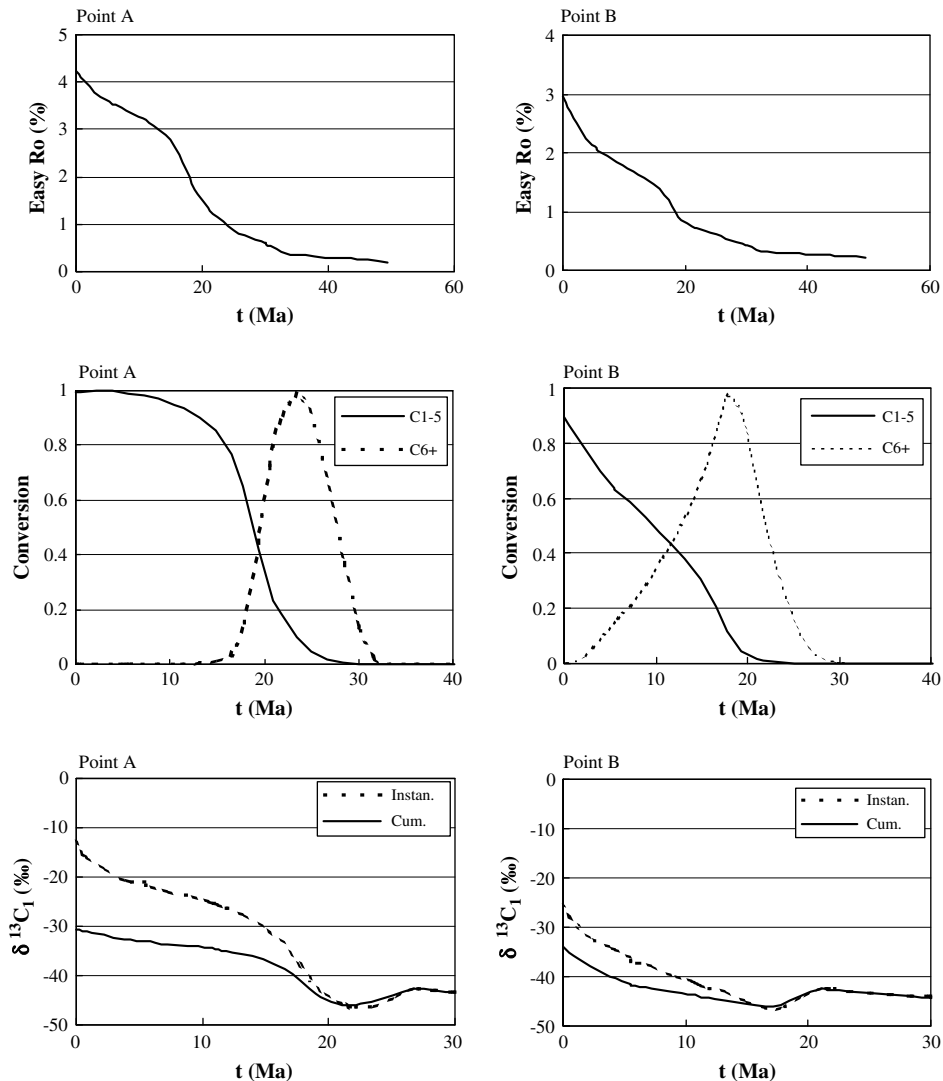 Point A
5
4
3
2
1
0
Easy Ro (%)
0 20 40 60
t (Ma)
Point B
4
3
2
1
0
Easy Ro (%)
0 20 40 60
t (Ma)
Point A
1
0.8
0.6
0.4
0.2
0
Conversion
C1-5
C6+
0 10 20 30 40
t (Ma)
Point B
1
0.8
0.6
0.4
0.2
0
Conversion
C1-5
C6+
0 10 20 30 40
t (Ma)
Point A
0
-10
-20
-30
-40
-50
δ ¹³C₁ (‰)
Instan.
Cum.
0 10 20 30
t (Ma)
Point B
0
-10
-20
-30
-40
-50
δ ¹³C₁ (‰)
Instan.
Cum.
0 10 20 30
t (Ma)